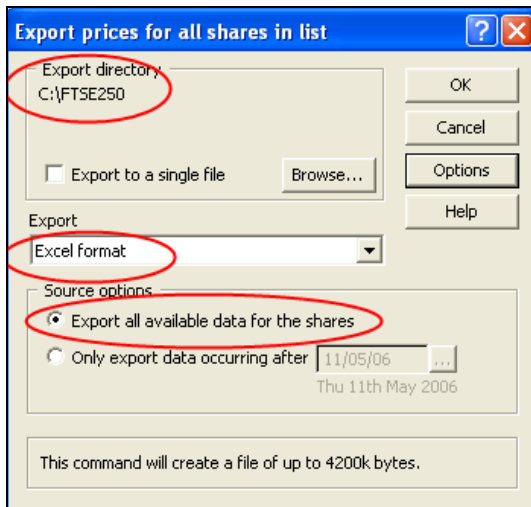 Export prices for all shares in list
Export directory
C:\FTSE250
OK
Cancel
Export to a single file
Browse...
Options
Help
Export
Excel format
Source options
Export all available data for the shares
Only export data occurring after 11/05/06 ...
Thu 11th May 2006
This command will create a file of up to 4200k bytes.